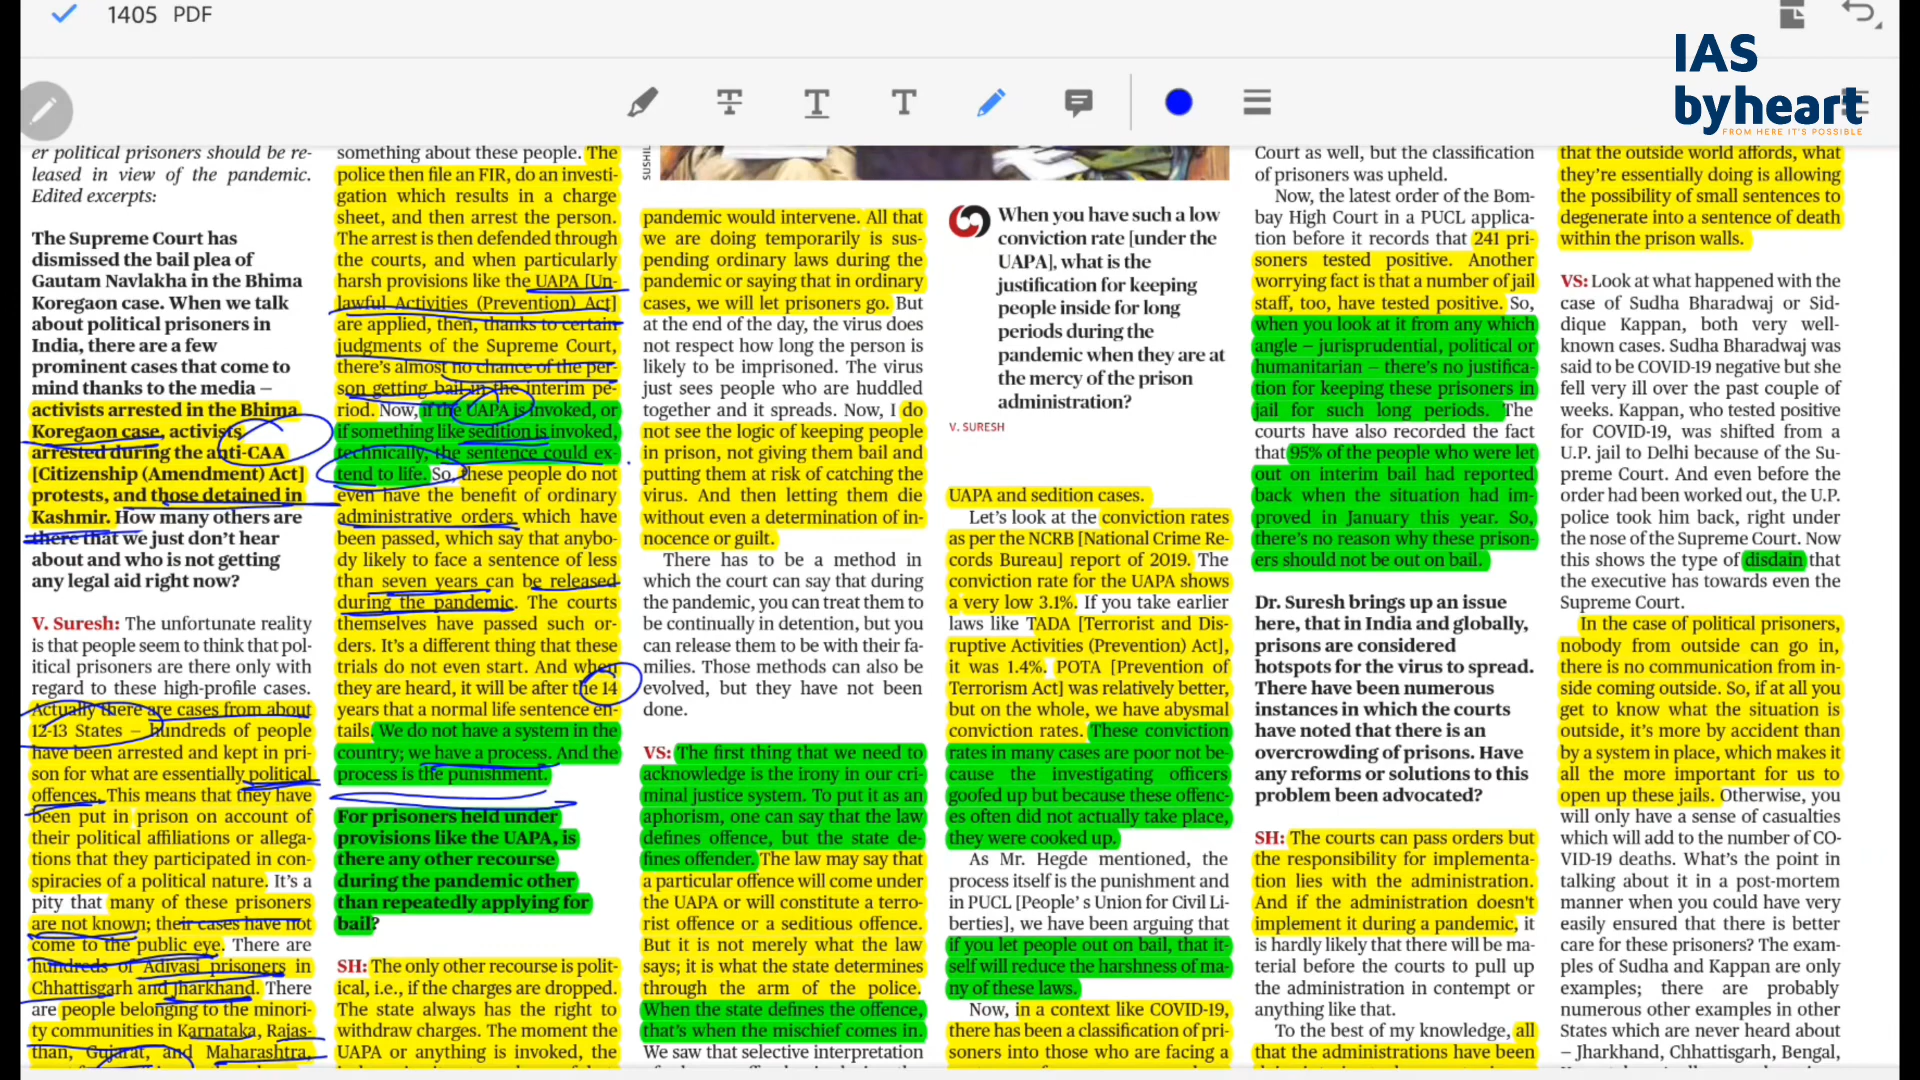 1405 PDF
IAS
byheart
FROM HERE IT'S POSSIBLE
er political prisoners should be re-
leased in view of the pandemic.
Edited excerpts:
The Supreme Court has
dismissed the bail plea of
Gautam Navlakha in the Bhima
Koregaon case. When we talk
about political prisoners in
India, there are a few
prominent cases that come to
mind thanks to the media –
activists arrested in the Bhima
Koregaon case, activists
arrested during the anti-CAA
[Citizenship (Amendment) Act]
protests, and those detained in
Kashmir. How many others are
there that we just don't hear
about and who is not getting
any legal aid right now?
V. Suresh: The unfortunate reality
is that people seem to think that pol-
itical prisoners are there only with
regard to these high-profile cases.
Actually there are cases from about
12-13 States – hundreds of people
have been arrested and kept in pri-
son for what are essentially political
offences. This means that they have
been put in prison on account of
their political affiliations or allega-
tions that they participated in con-
spiracies of a political nature. It's a
pity that many of these prisoners
are not known; their cases have not
come to the public eye. There are
hundreds of Adivasi prisoners in
Chhattisgarh and Jharkhand. There
are people belonging to the minori-
ty communities in Karnataka, Rajas-
than, Gujarat, and Maharashtra,
something about these people. The
police then file an FIR, do an investi-
gation which results in a charge
sheet, and then arrest the person.
The arrest is then defended through
the courts, and when particularly
harsh provisions like the UAPA [Un-
lawful Activities (Prevention) Act]
are applied, then, thanks to certain
judgments of the Supreme Court,
there's almost no chance of the per-
son getting bail in the interim pe-
riod. Now, if the UAPA is invoked, or
if something like sedition is invoked,
technically, the sentence could ex-
tend to life. So, these people do not
even have the benefit of ordinary
administrative orders which have
been passed, which say that anybo-
dy likely to face a sentence of less
than seven years can be released
during the pandemic. The courts
themselves have passed such or-
ders. It's a different thing that these
trials do not even start. And when
they are heard, it will be after the 14
years that a normal life sentence en-
tails. We do not have a system in the
country; we have a process. And the
process is the punishment.
For prisoners held under
provisions like the UAPA, is
there any other recourse
during the pandemic other
than repeatedly applying for
bail?
SH: The only other recourse is polit-
ical, i.e., if the charges are dropped.
The state always has the right to
withdraw charges. The moment the
UAPA or anything is invoked, the
SUSHIL
pandemic would intervene. All that
we are doing temporarily is sus-
pending ordinary laws during the
pandemic or saying that in ordinary
cases, we will let prisoners go. But
at the end of the day, the virus does
not respect how long the person is
likely to be imprisoned. The virus
just sees people who are huddled
together and it spreads. Now, I do
not see the logic of keeping people
in prison, not giving them bail and
putting them at risk of catching the
virus. And then letting them die
without even a determination of in-
nocence or guilt.
There has to be a method in
which the court can say that during
the pandemic, you can treat them to
be continually in detention, but you
can release them to be with their fa-
milies. Those methods can also be
evolved, but they have not been
done.
VS: The first thing that we need to
acknowledge is the irony in our cri-
minal justice system. To put it as an
aphorism, one can say that the law
defines offence, but the state de-
fines offender. The law may say that
a particular offence will come under
the UAPA or will constitute a terro-
rist offence or a seditious offence.
But it is not merely what the law
says; it is what the state determines
through the arm of the police.
When the state defines the offence,
that's when the mischief comes in.
We saw that selective interpretation
When you have such a low
conviction rate [under the
UAPA], what is the
justification for keeping
people inside for long
periods during the
pandemic when they are at
the mercy of the prison
administration?
V. SURESH
UAPA and sedition cases.
Let's look at the conviction rates
as per the NCRB [National Crime Re-
cords Bureau] report of 2019. The
conviction rate for the UAPA shows
a very low 3.1%. If you take earlier
laws like TADA [Terrorist and Dis-
ruptive Activities (Prevention) Act],
it was 1.4%. POTA [Prevention of
Terrorism Act] was relatively better,
but on the whole, we have abysmal
conviction rates. These conviction
rates in many cases are poor not be-
cause the investigating officers
goofed up but because these offenc-
es often did not actually take place,
they were cooked up.
As Mr. Hegde mentioned, the
process itself is the punishment and
in PUCL [People's Union for Civil Li-
berties], we have been arguing that
if you let people out on bail, that it-
self will reduce the harshness of ma-
ny of these laws.
Now, in a context like COVID-19,
there has been a classification of pri-
soners into those who are facing a
Court as well, but the classification
of prisoners was upheld.
Now, the latest order of the Bom-
bay High Court in a PUCL applica-
tion before it records that 241 pri-
soners tested positive. Another
worrying fact is that a number of jail
staff, too, have tested positive. So,
when you look at it from any which
angle – jurisprudential, political or
humanitarian – there's no justifica-
tion for keeping these prisoners in
jail for such long periods. The
courts have also recorded the fact
that 95% of the people who were let
out on interim bail had reported
back when the situation had im-
proved in January this year. So,
there's no reason why these prison-
ers should not be out on bail.
Dr. Suresh brings up an issue
here, that in India and globally,
prisons are considered
hotspots for the virus to spread.
There have been numerous
instances in which the courts
have noted that there is an
overcrowding of prisons. Have
any reforms or solutions to this
problem been advocated?
SH: The courts can pass orders but
the responsibility for implementa-
tion lies with the administration.
And if the administration doesn't
implement it during a pandemic, it
is hardly likely that there will be ma-
terial before the courts to pull up
the administration in contempt or
anything like that.
To the best of my knowledge, all
that the administrations have been
that the outside world affords, what
they're essentially doing is allowing
the possibility of small sentences to
degenerate into a sentence of death
within the prison walls.
VS: Look at what happened with the
case of Sudha Bharadwaj or Sid-
dique Kappan, both very well-
known cases. Sudha Bharadwaj was
said to be COVID-19 negative but she
fell very ill over the past couple of
weeks. Kappan, who tested positive
for COVID-19, was shifted from a
U.P. jail to Delhi because of the Su-
preme Court. And even before the
order had been worked out, the U.P.
police took him back, right under
the nose of the Supreme Court. Now
this shows the type of disdain that
the executive has towards even the
Supreme Court.
In the case of political prisoners,
nobody from outside can go in,
there is no communication from in-
side coming outside. So, if at all you
get to know what the situation is
outside, it's more by accident than
by a system in place, which makes it
all the more important for us to
open up these jails. Otherwise, you
will only have a sense of casualties
which will add to the number of CO-
VID-19 deaths. What's the point in
talking about it in a post-mortem
manner when you could have very
easily ensured that there is better
care for these prisoners? The exam-
ples of Sudha and Kappan are only
examples; there are probably
numerous other examples in other
States which are never heard about
– Jharkhand, Chhattisgarh, Bengal,